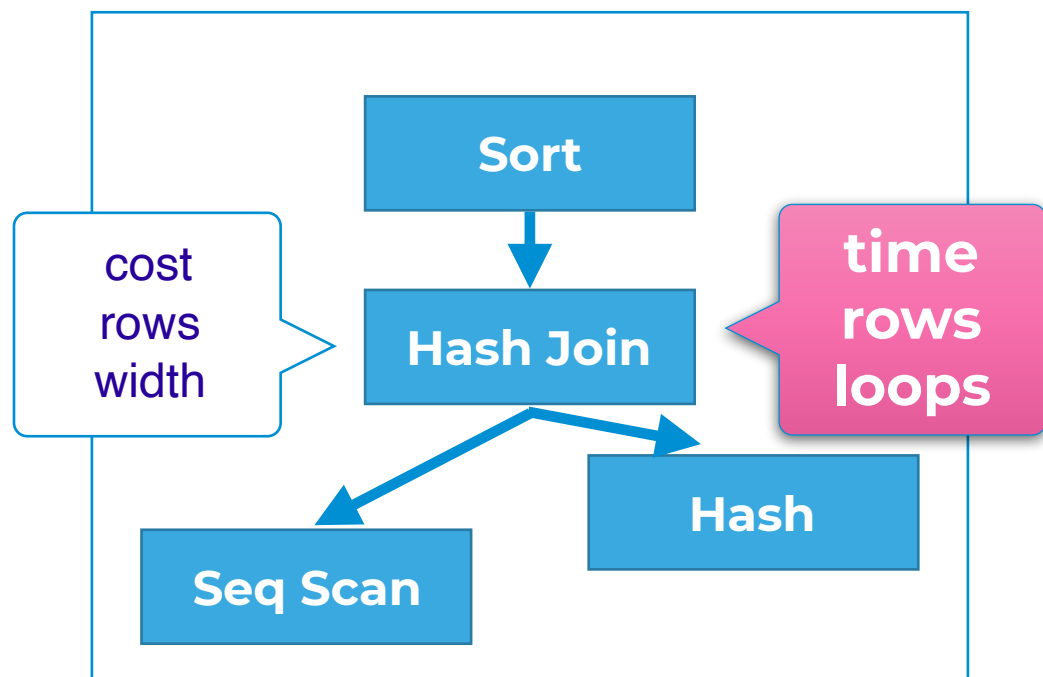 Sort
cost
rows
width
Hash Join
time
rows
loops
Hash
Seq Scan